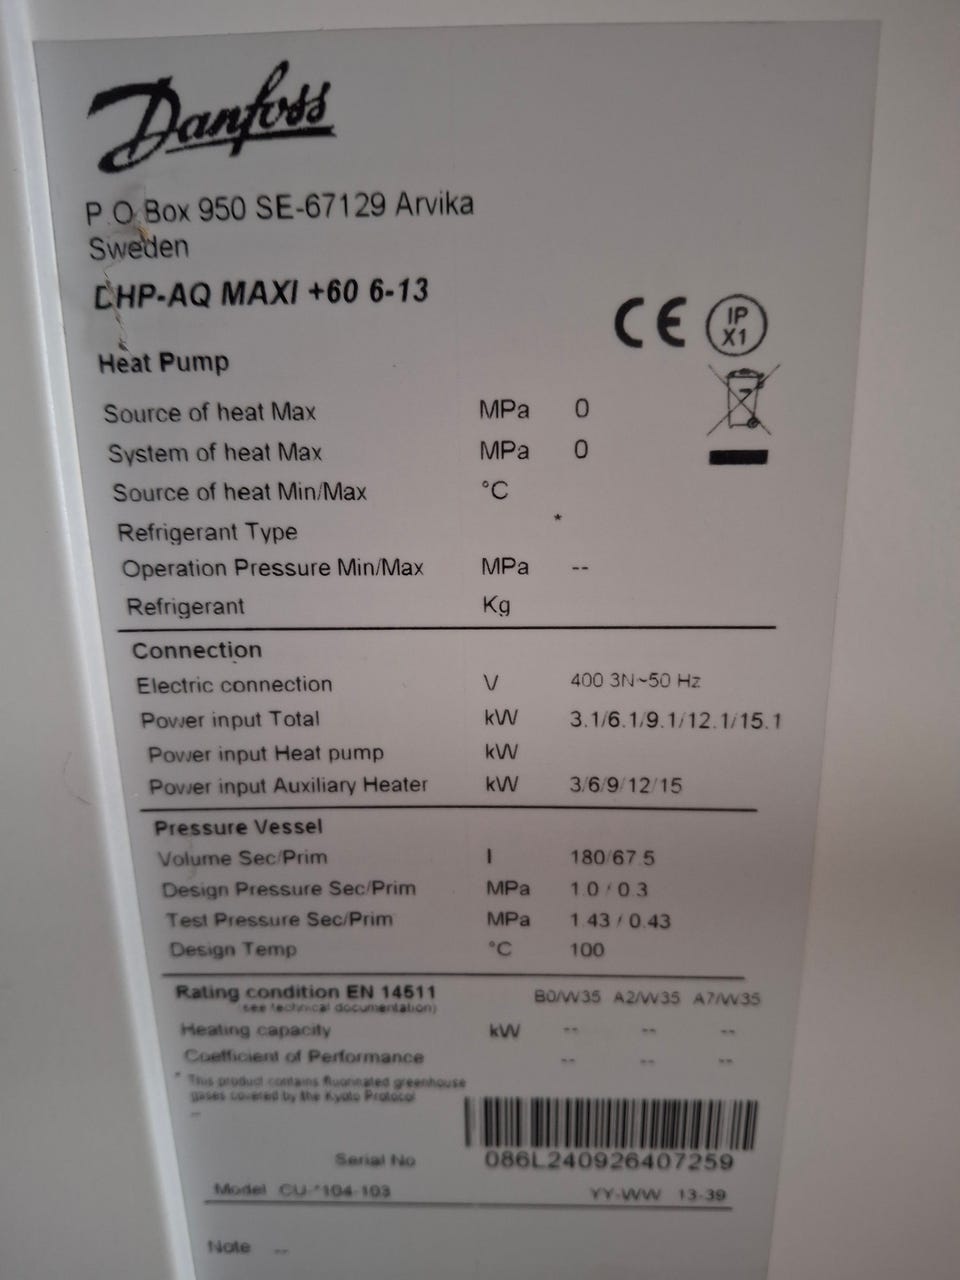 Danfoss
P.O.Box 950 SE-67129 Arvika
Sweden
DHP-AQ MAXI +60 6-13
CE IP X1
Heat Pump
Source of heat Max MPa 0
System of heat Max MPa 0
Source of heat Min/Max °C
Refrigerant Type *
Operation Pressure Min/Max MPa --
Refrigerant Kg
Connection
Electric connection V 400 3N~50 Hz
Power input Total kW 3.1/6.1/9.1/12.1/15.1
Power input Heat pump kW
Power input Auxiliary Heater kW 3/6/9/12/15
Pressure Vessel
Volume Sec/Prim l 180/67.5
Design Pressure Sec/Prim MPa 1.0 / 0.3
Test Pressure Sec/Prim MPa 1.43 / 0.43
Design Temp °C 100
Rating condition EN 14511 B0/W35 A2/W35 A7/W35
(see technical documentation)
Heating capacity kW -- -- --
Coefficient of Performance -- -- --
* This product contains fluorinated greenhouse
gases covered by the Kyoto Protocol
--
Serial No 086L240926407259
Model YY-WW 13-39
Note --